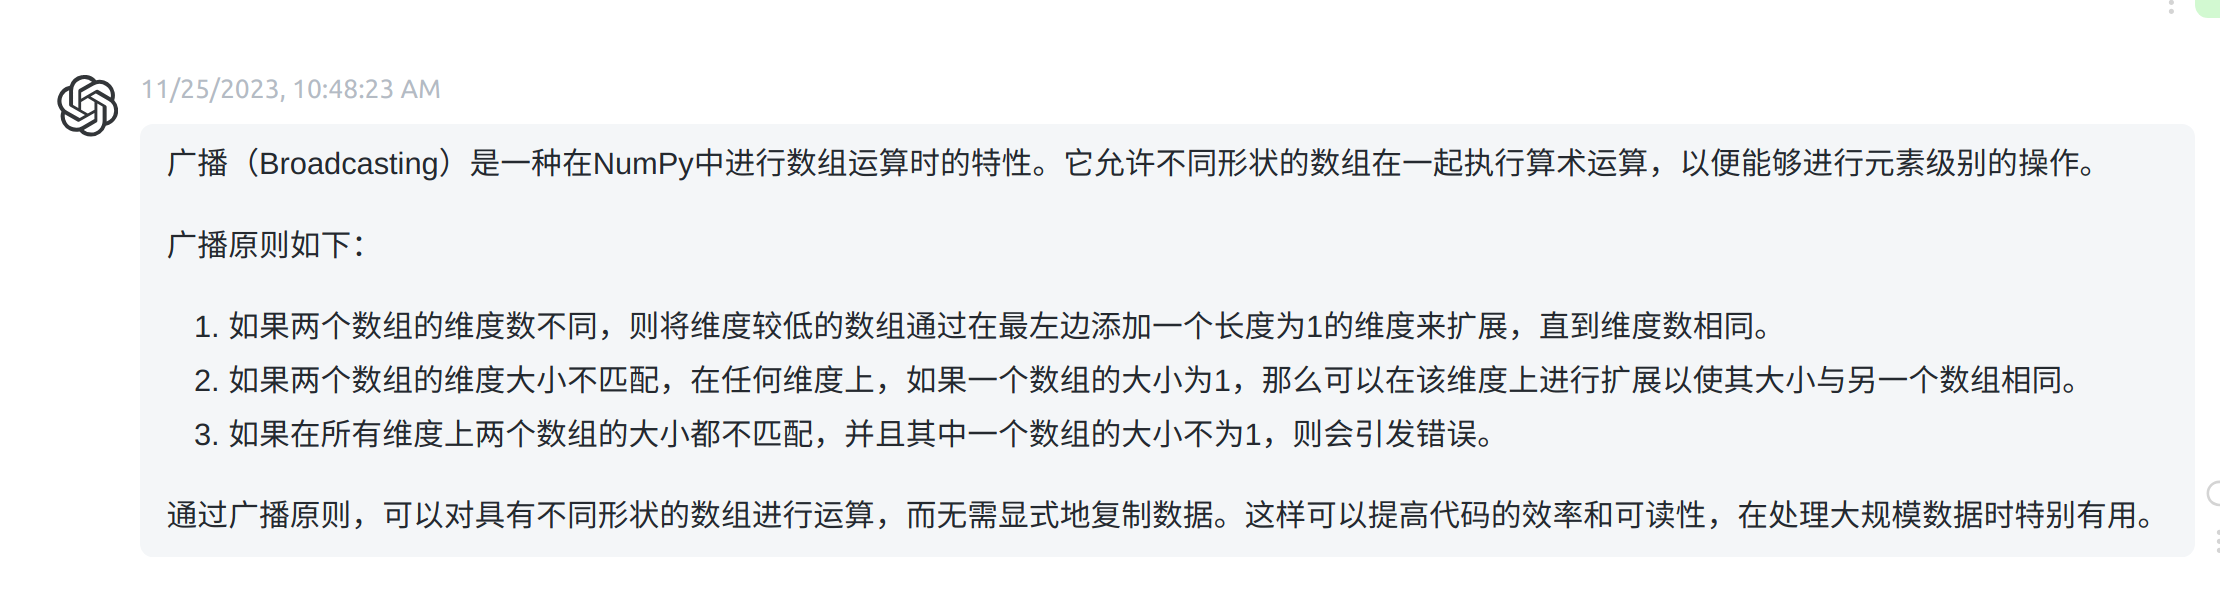 11/25/2023, 10:48:23 AM
广播（Broadcasting）是一种在NumPy中进行数组运算时的特性。它允许不同形状的数组在一起执行算术运算，以便能够进行元素级别的操作。
广播原则如下：
1. 如果两个数组的维度数不同，则将维度较低的数组通过在最左边添加一个长度为1的维度来扩展，直到维度数相同。
2. 如果两个数组的维度大小不匹配，在任何维度上，如果一个数组的大小为1，那么可以在该维度上进行扩展以使其大小与另一个数组相同。
3. 如果在所有维度上两个数组的大小都不匹配，并且其中一个数组的大小不为1，则会引发错误。
通过广播原则，可以对具有不同形状的数组进行运算，而无需显式地复制数据。这样可以提高代码的效率和可读性，在处理大规模数据时特别有用。